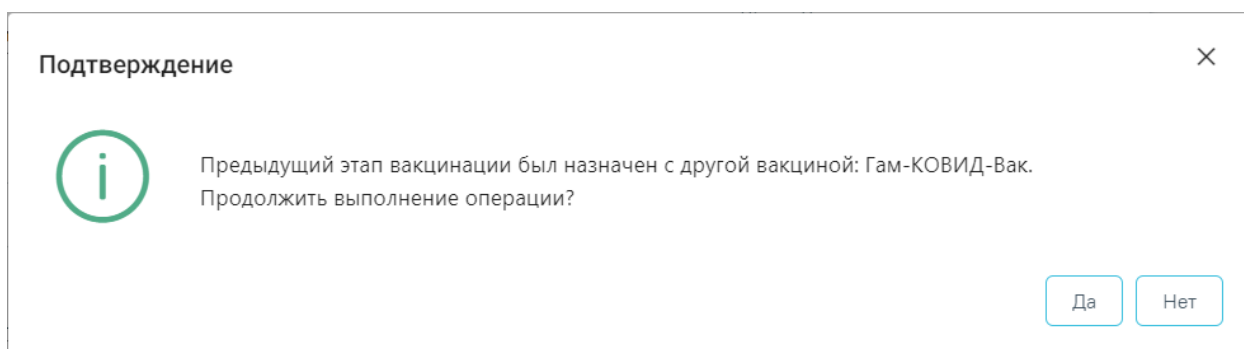 Подтверждение
Предыдущий этап вакцинации был назначен с другой вакциной: Гам-КОВИД-Вак.
Продолжить выполнение операции?
Да
Нет